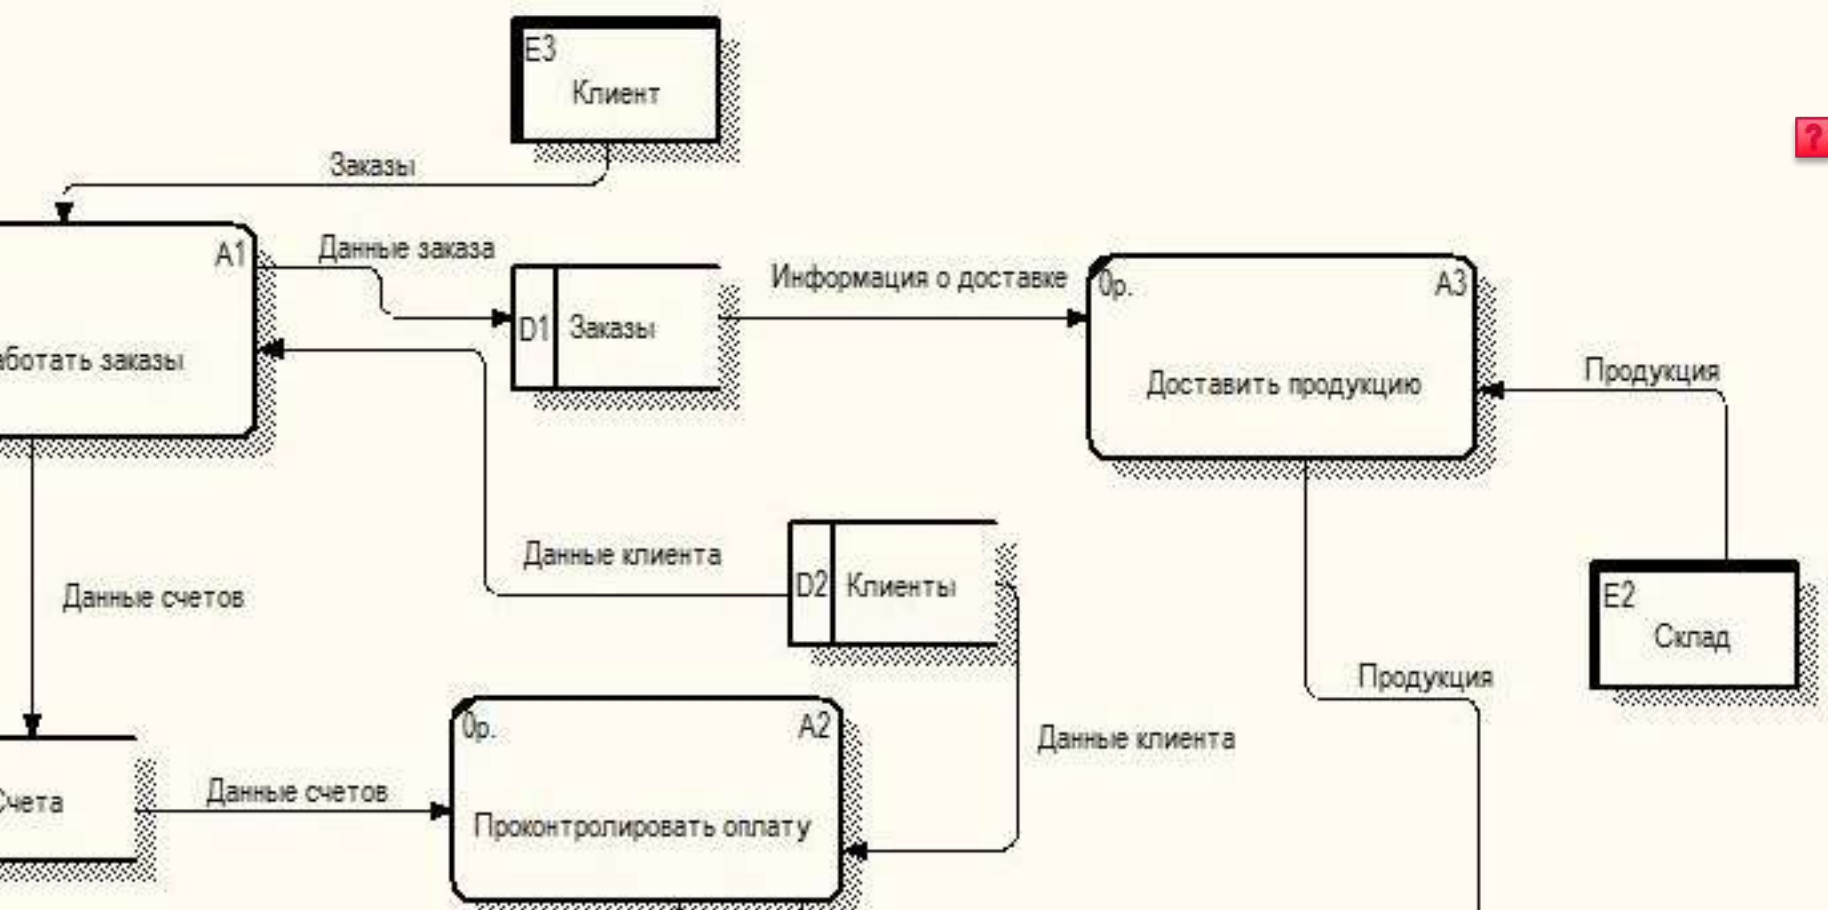 E3
Клиент
?
Заказы
A1
Данные заказа
Информация о доставке
0р.
A3
D1
Заказы
аботать заказы
Доставить продукцию
Продукция
Данные клиента
D2
Клиенты
E2
Склад
Данные счетов
Продукция
0р.
A2
Данные клиента
Данные счетов
Счета
Проконтролировать оплату